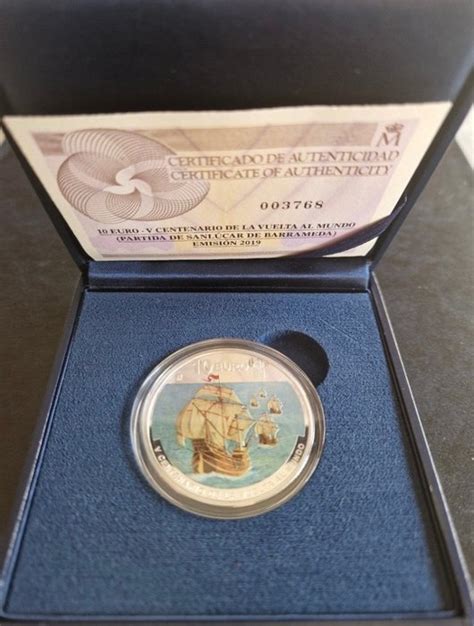 M
CERTIFICADO DE AUTENTICIDAD
CERTIFICATE OF AUTHENTICITY
003768
10 EURO - V CENTENARIO DE LA VUELTA AL MUNDO
(PARTIDA DE SANLÚCAR DE BARRAMEDA)
EMISIÓN 2019
10 EURO